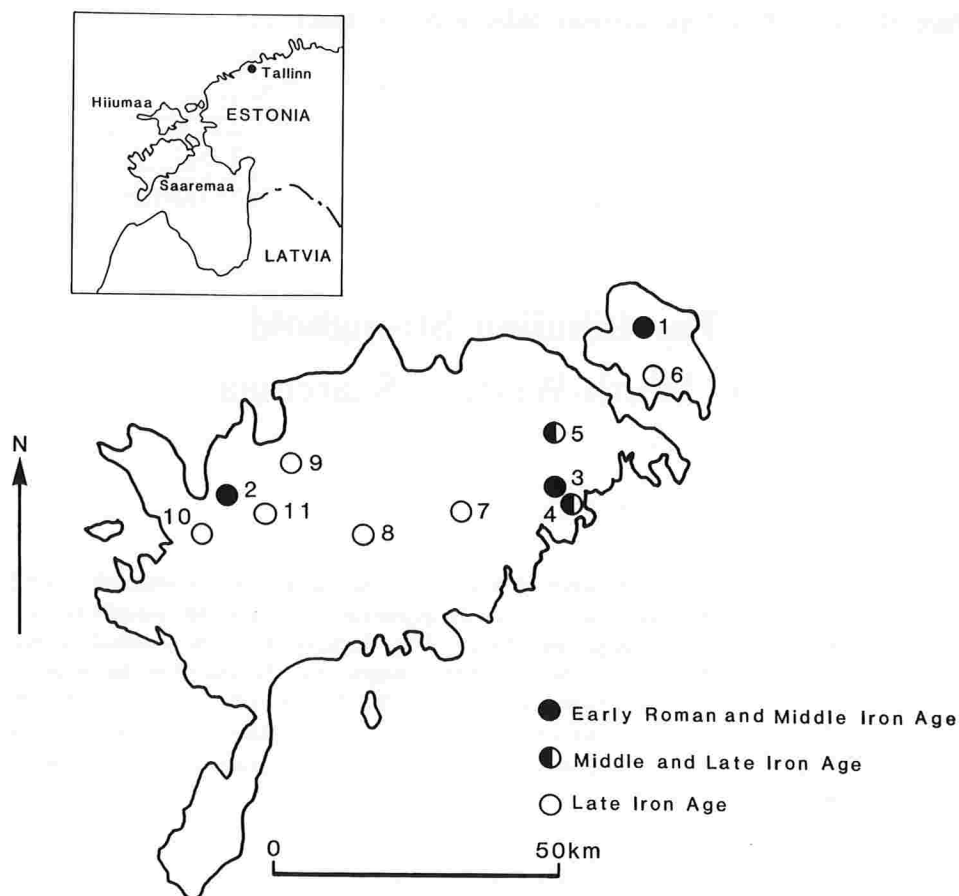 Tallinn
Hiiumaa
ESTONIA
Saaremaa
LATVIA
1
6
N
5
9
3
2
10
11
7
4
8
Early Roman and Middle Iron Age
Middle and Late Iron Age
Late Iron Age
0 50km